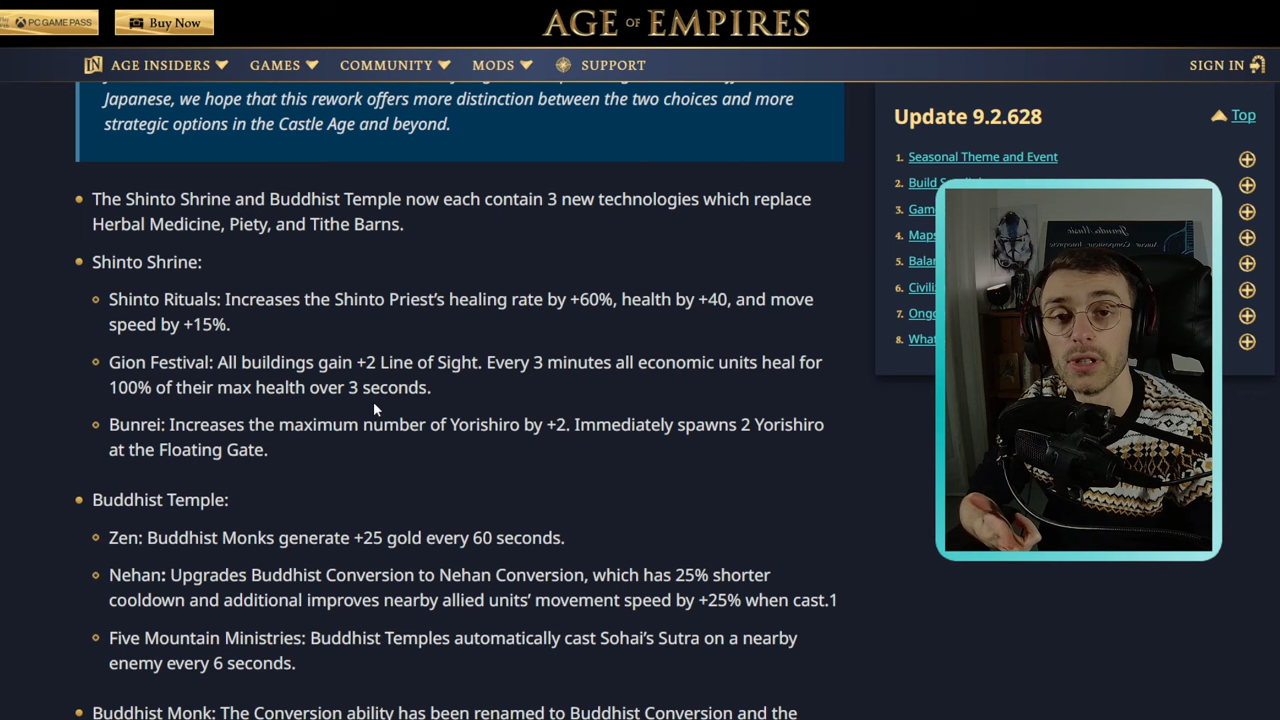 PC GAME PASS
Buy Now
AGE OF EMPIRES
AGE INSIDERS
GAMES
COMMUNITY
MODS
SUPPORT
SIGN IN
Japanese, we hope that this rework offers more distinction between the two choices and more
strategic options in the Castle Age and beyond.
The Shinto Shrine and Buddhist Temple now each contain 3 new technologies which replace
Herbal Medicine, Piety, and Tithe Barns.
Shinto Shrine:
Shinto Rituals: Increases the Shinto Priest's healing rate by +60%, health by +40, and move
speed by +15%.
Gion Festival: All buildings gain +2 Line of Sight. Every 3 minutes all economic units heal for
100% of their max health over 3 seconds.
Bunrei: Increases the maximum number of Yorishiro by +2. Immediately spawns 2 Yorishiro
at the Floating Gate.
Buddhist Temple:
Zen: Buddhist Monks generate +25 gold every 60 seconds.
Nehan: Upgrades Buddhist Conversion to Nehan Conversion, which has 25% shorter
cooldown and additional improves nearby allied units' movement speed by +25% when cast.1
Five Mountain Ministries: Buddhist Temples automatically cast Sohai's Sutra on a nearby
enemy every 6 seconds.
Buddhist Monk: The Conversion ability has been renamed to Buddhist Conversion and the
Update 9.2.628
Top
1. Seasonal Theme and Event
2. Build
3. Gam
4. Maps
5. Balan
6. Civili
7. Ongo
8. What